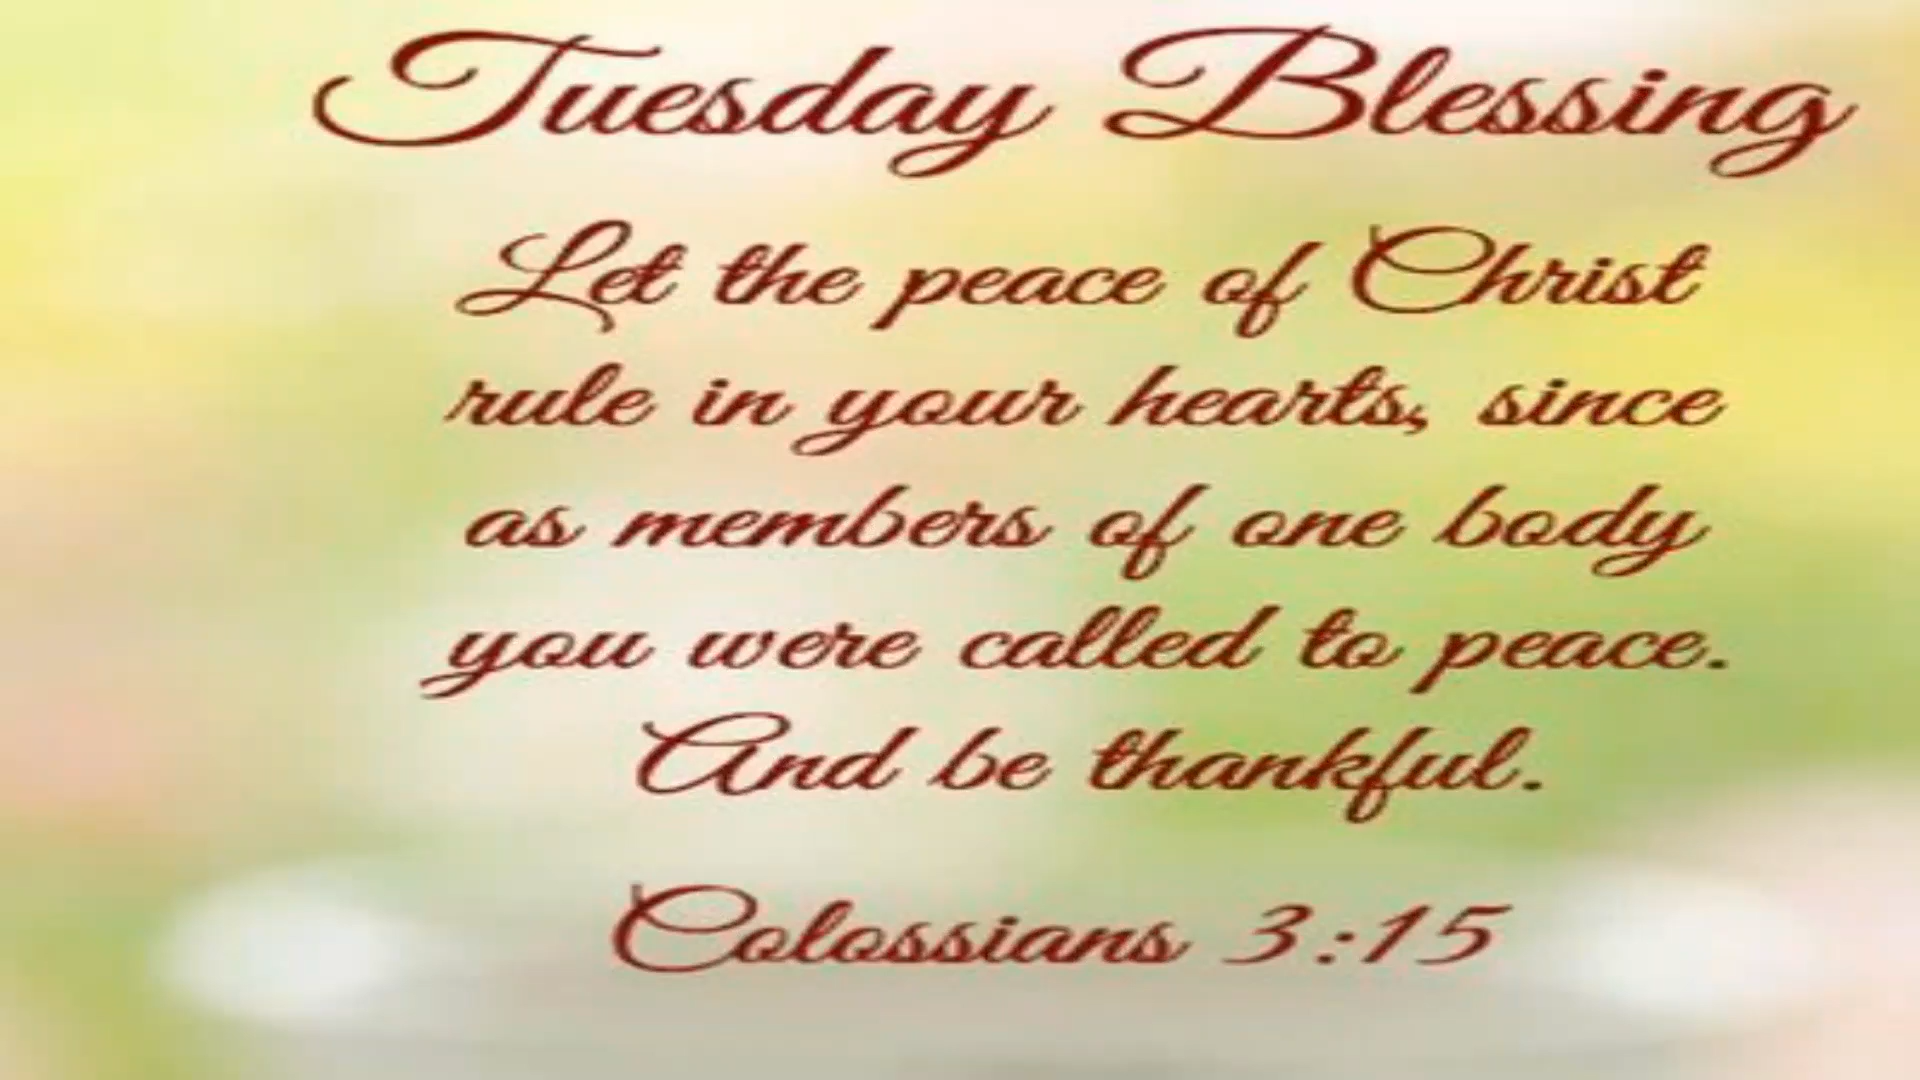 Tuesday Blessing
Let the peace of Christ
rule in your hearts, since
as members of one body
you were called to peace.
And be thankful.
Colossians 3:15